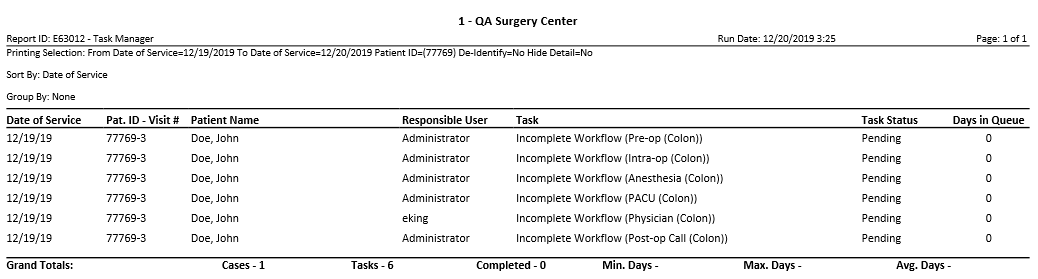 1 - QA Surgery Center
Report ID: E63012 - Task Manager Run Date: 12/20/2019 3:25 Page: 1 of 1
Printing Selection: From Date of Service=12/19/2019 To Date of Service=12/20/2019 Patient ID=(77769) De-Identify=No Hide Detail=No
Sort By: Date of Service
Group By: None
Date of Service Pat. ID - Visit # Patient Name Responsible User Task Task Status Days in Queue
12/19/19 77769-3 Doe, John Administrator Incomplete Workflow (Pre-op (Colon)) Pending 0
12/19/19 77769-3 Doe, John Administrator Incomplete Workflow (Intra-op (Colon)) Pending 0
12/19/19 77769-3 Doe, John Administrator Incomplete Workflow (Anesthesia (Colon)) Pending 0
12/19/19 77769-3 Doe, John Administrator Incomplete Workflow (PACU (Colon)) Pending 0
12/19/19 77769-3 Doe, John eking Incomplete Workflow (Physician (Colon)) Pending 0
12/19/19 77769-3 Doe, John Administrator Incomplete Workflow (Post-op Call (Colon)) Pending 0
Grand Totals: Cases - 1 Tasks - 6 Completed - 0 Min. Days - Max. Days - Avg. Days -